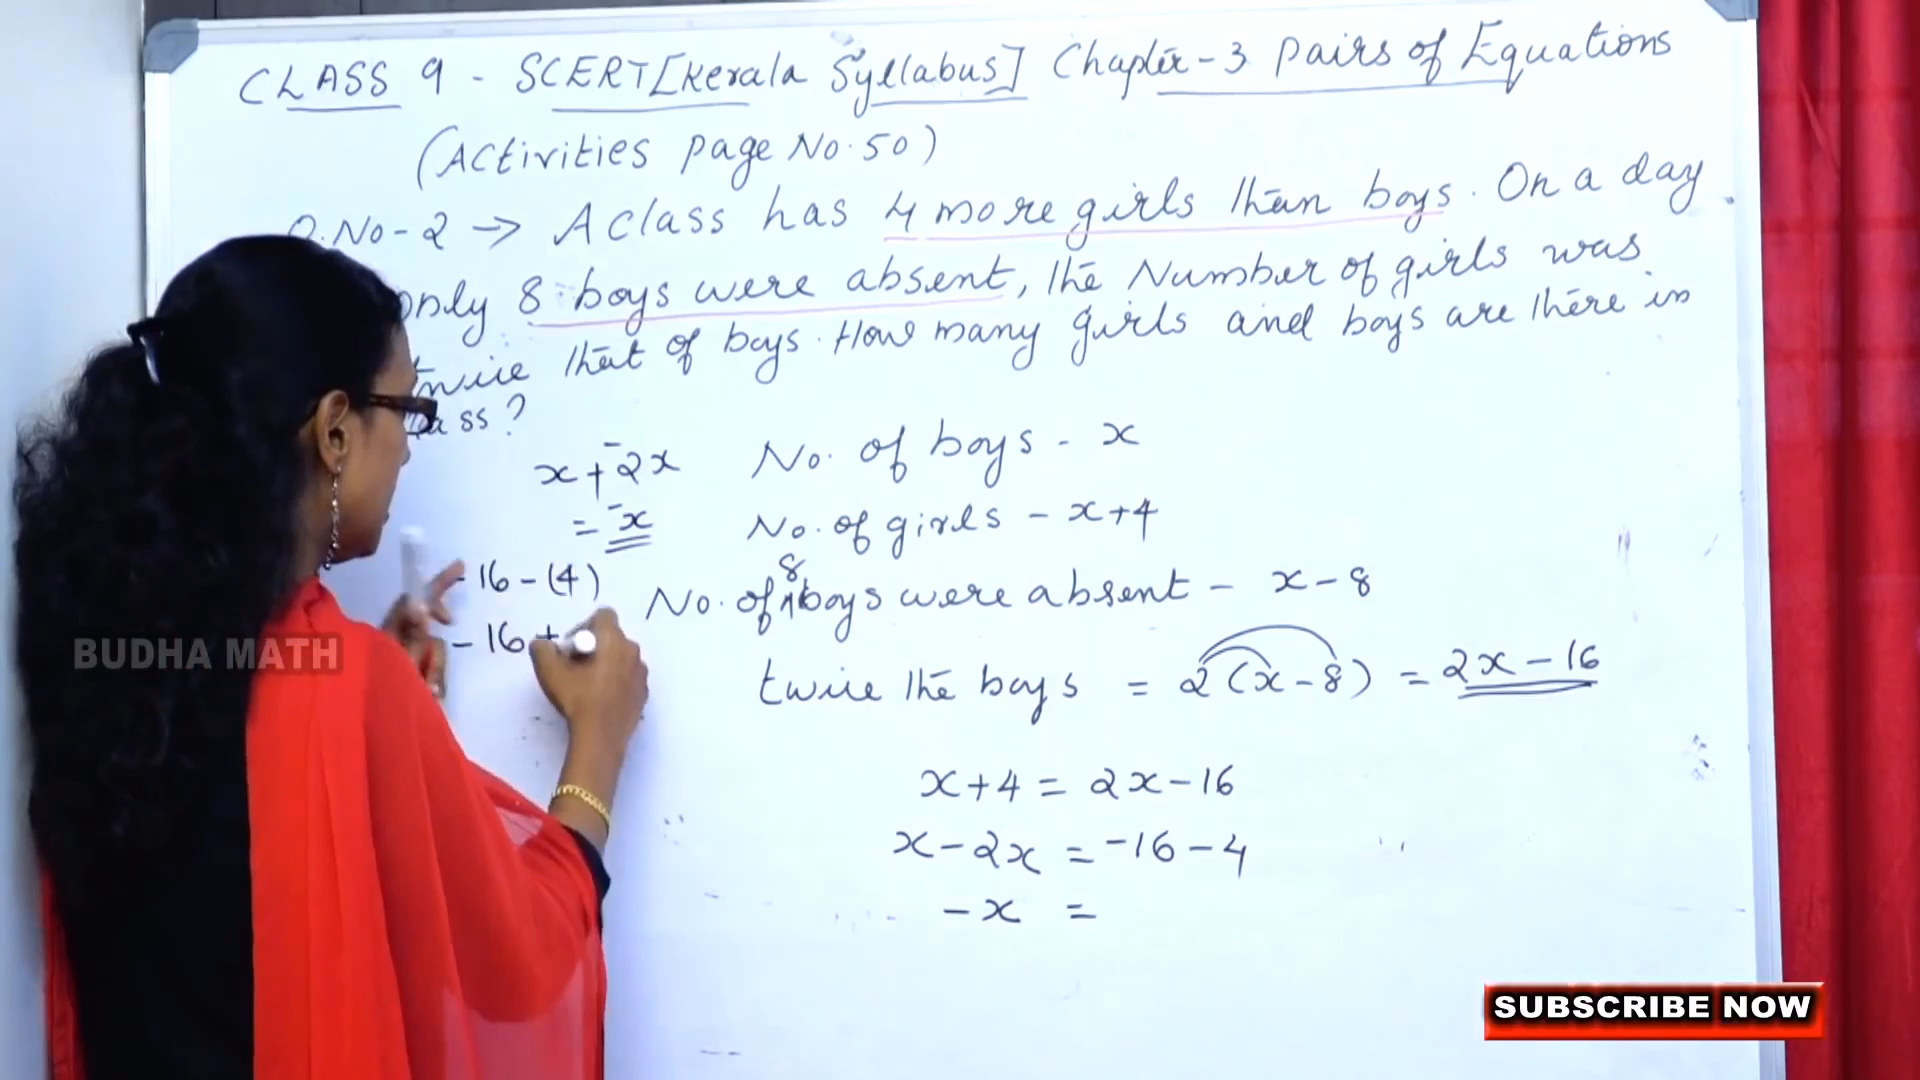 CLASS 9 - SCERT [Kerala Syllabus] Chapter-3 Pairs of Equations
(Activities page No.50)
Q.No-2 → A class has 4 more girls than boys. On a day
only 8 boys were absent, the Number of girls was
twice that of boys. How many girls and boys are there in
ss?
x + -2x
= -x
No. of boys - x
No. of girls - x+4
- 16 - (4)
- 16 +
No. of 8 boys were absent - x - 8
twice the boys = 2(x-8) = 2x - 16
x+4 = 2x-16
x - 2x = -16 - 4
- x =
BUDHA MATH
SUBSCRIBE NOW